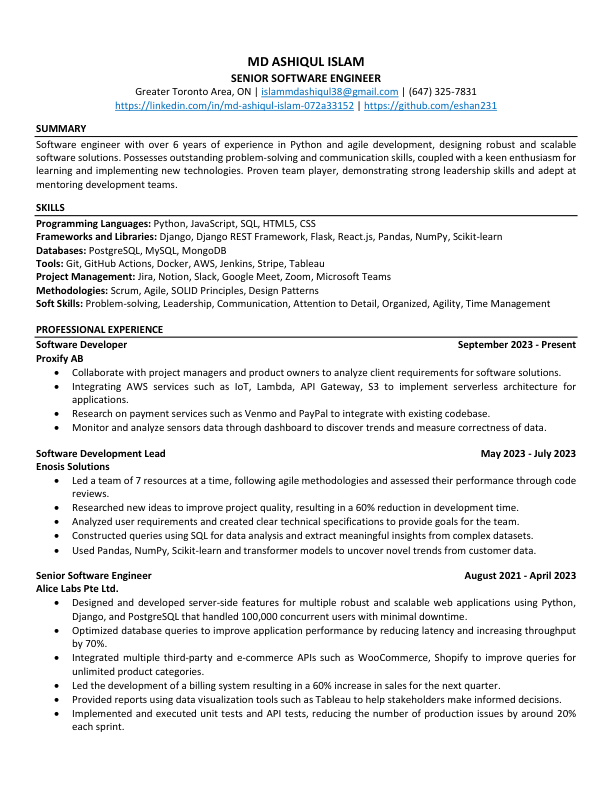 MD ASHIQUL ISLAM
SENIOR SOFTWARE ENGINEER
Greater Toronto Area, ON | islammdashiqul38@gmail.com | (647) 325-7831
https://linkedin.com/in/md-ashiqul-islam-072a33152 | https://github.com/eshan231
SUMMARY
Software engineer with over 6 years of experience in Python and agile development, designing robust and scalable
software solutions. Possesses outstanding problem-solving and communication skills, coupled with a keen enthusiasm for
learning and implementing new technologies. Proven team player, demonstrating strong leadership skills and adept at
mentoring development teams.
SKILLS
Programming Languages: Python, JavaScript, SQL, HTML5, CSS
Frameworks and Libraries: Django, Django REST Framework, Flask, React.js, Pandas, NumPy, Scikit-learn
Databases: PostgreSQL, MySQL, MongoDB
Tools: Git, GitHub Actions, Docker, AWS, Jenkins, Stripe, Tableau
Project Management: Jira, Notion, Slack, Google Meet, Zoom, Microsoft Teams
Methodologies: Scrum, Agile, SOLID Principles, Design Patterns
Soft Skills: Problem-solving, Leadership, Communication, Attention to Detail, Organized, Agility, Time Management
PROFESSIONAL EXPERIENCE
Software Developer September 2023 - Present
Proxify AB
• Collaborate with project managers and product owners to analyze client requirements for software solutions.
• Integrating AWS services such as IoT, Lambda, API Gateway, S3 to implement serverless architecture for
applications.
• Research on payment services such as Venmo and PayPal to integrate with existing codebase.
• Monitor and analyze sensors data through dashboard to discover trends and measure correctness of data.
Software Development Lead May 2023 - July 2023
Enosis Solutions
• Led a team of 7 resources at a time, following agile methodologies and assessed their performance through code
reviews.
• Researched new ideas to improve project quality, resulting in a 60% reduction in development time.
• Analyzed user requirements and created clear technical specifications to provide goals for the team.
• Constructed queries using SQL for data analysis and extract meaningful insights from complex datasets.
• Used Pandas, NumPy, Scikit-learn and transformer models to uncover novel trends from customer data.
Senior Software Engineer August 2021 - April 2023
Alice Labs Pte Ltd.
• Designed and developed server-side features for multiple robust and scalable web applications using Python,
Django, and PostgreSQL that handled 100,000 concurrent users with minimal downtime.
• Optimized database queries to improve application performance by reducing latency and increasing throughput
by 70%.
• Integrated multiple third-party and e-commerce APIs such as WooCommerce, Shopify to improve queries for
unlimited product categories.
• Led the development of a billing system resulting in a 60% increase in sales for the next quarter.
• Provided reports using data visualization tools such as Tableau to help stakeholders make informed decisions.
• Implemented and executed unit tests and API tests, reducing the number of production issues by around 20%
each sprint.